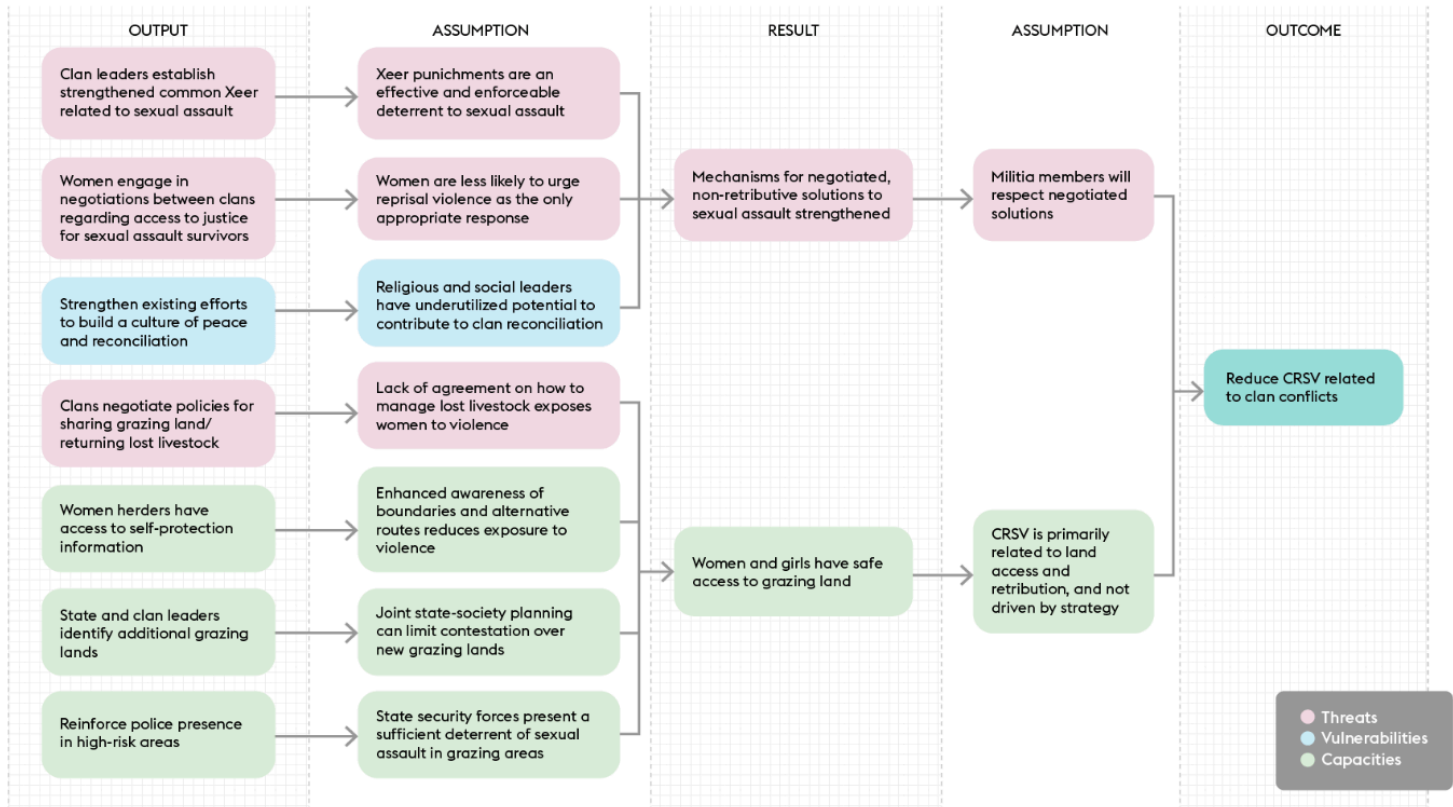 OUTPUT
ASSUMPTION
RESULT
ASSUMPTION
OUTCOME
Clan leaders establish
strengthened common Xeer
related to sexual assault
Xeer punichments are an
effective and enforceable
deterrent to sexual assault
Women engage in
negotiations between clans
regarding access to justice
for sexual assault survivors
Women are less likely to urge
reprisal violence as the only
appropriate response
Mechanisms for negotiated,
non-retributive solutions to
sexual assault strengthened
Militia members will
respect negotiated
solutions
Strengthen existing efforts
to build a culture of peace
and reconciliation
Religious and social leaders
have underutilized potential to
contribute to clan reconciliation
Clans negotiate policies for
sharing grazing land/
returning lost livestock
Lack of agreement on how to
manage lost livestock exposes
women to violence
Reduce CRSV related
to clan conflicts
Women herders have
access to self-protection
information
Enhanced awareness of
boundaries and alternative
routes reduces exposure to
violence
Women and girls have safe
access to grazing land
CRSV is primarily
related to land
access and
retribution, and not
driven by strategy
State and clan leaders
identify additional grazing
lands
Joint state-society planning
can limit contestation over
new grazing lands
Reinforce police presence
in high-risk areas
State security forces present a
sufficient deterrent of sexual
assault in grazing areas
Threats
Vulnerabilities
Capacities